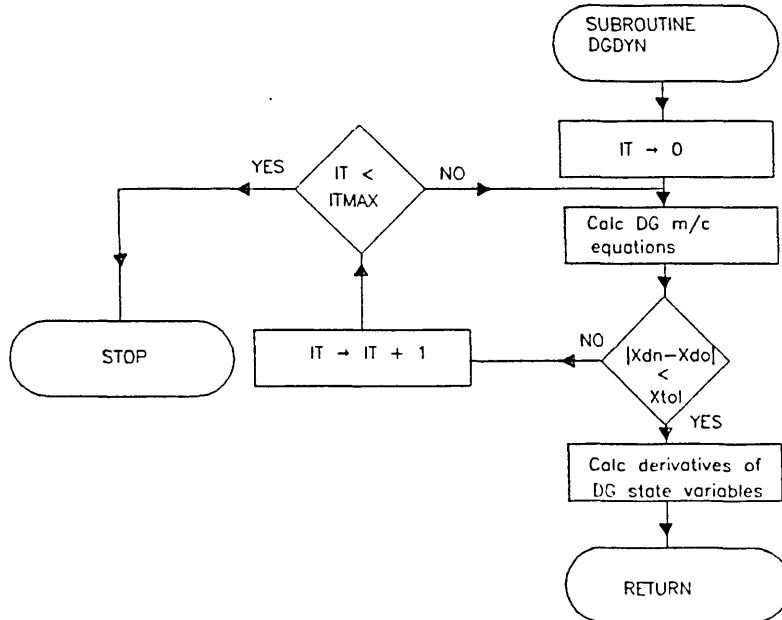 SUBROUTINE
DGDYN
IT → 0
YES
IT <
ITMAX
NO
Calc DG m/c
equations
STOP
IT → IT + 1
NO
|Xdn-Xdo|
<
Xtol
YES
Calc derivatives of
DG state variables
RETURN